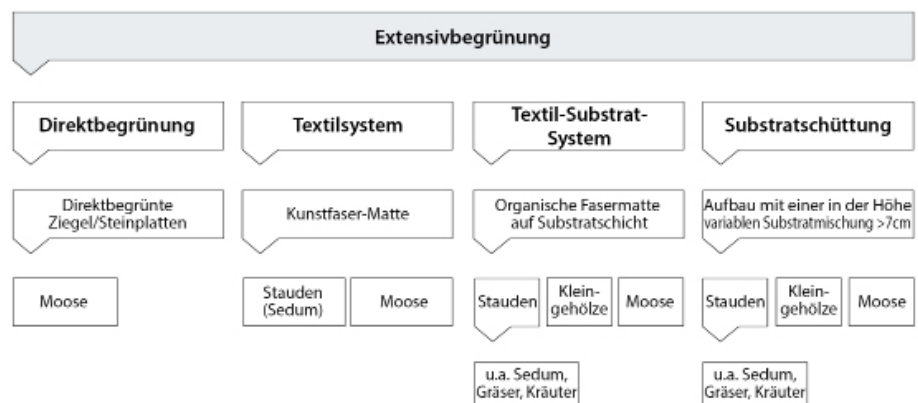 Extensivbegrünung
Direktbegrünung
Textilsystem
Textil-Substrat-
System
Substratschüttung
Direktbegrünte
Ziegel/Steinplatten
Kunstfaser-Matte
Organische Fasermatte
auf Substratschicht
Aufbau mit einer in der Höhe
variablen Substratmischung >7cm
Moose
Stauden
(Sedum)
Moose
Stauden
Klein-
gehölze
Moose
Stauden
Klein-
gehölze
Moose
u.a. Sedum,
Gräser, Kräuter
u.a. Sedum,
Gräser, Kräuter